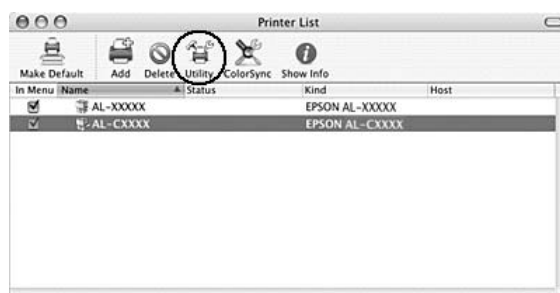 Printer List
Make Default Add Delete Utility ColorSync Show Info
In Menu Name Status Kind Host
AL-XXXXX EPSON AL-XXXXX
AL-CXXXX EPSON AL-CXXXX